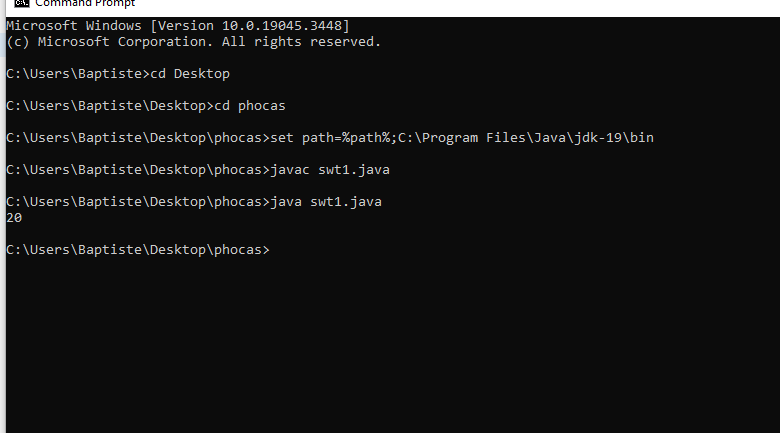 Command Prompt
Microsoft Windows [Version 10.0.19045.3448]
(c) Microsoft Corporation. All rights reserved.
C:\Users\Baptiste>cd Desktop
C:\Users\Baptiste\Desktop>cd phocas
C:\Users\Baptiste\Desktop\phocas>set path=%path%;C:\Program Files\Java\jdk-19\bin
C:\Users\Baptiste\Desktop\phocas>javac swt1.java
C:\Users\Baptiste\Desktop\phocas>java swt1.java
20
C:\Users\Baptiste\Desktop\phocas>